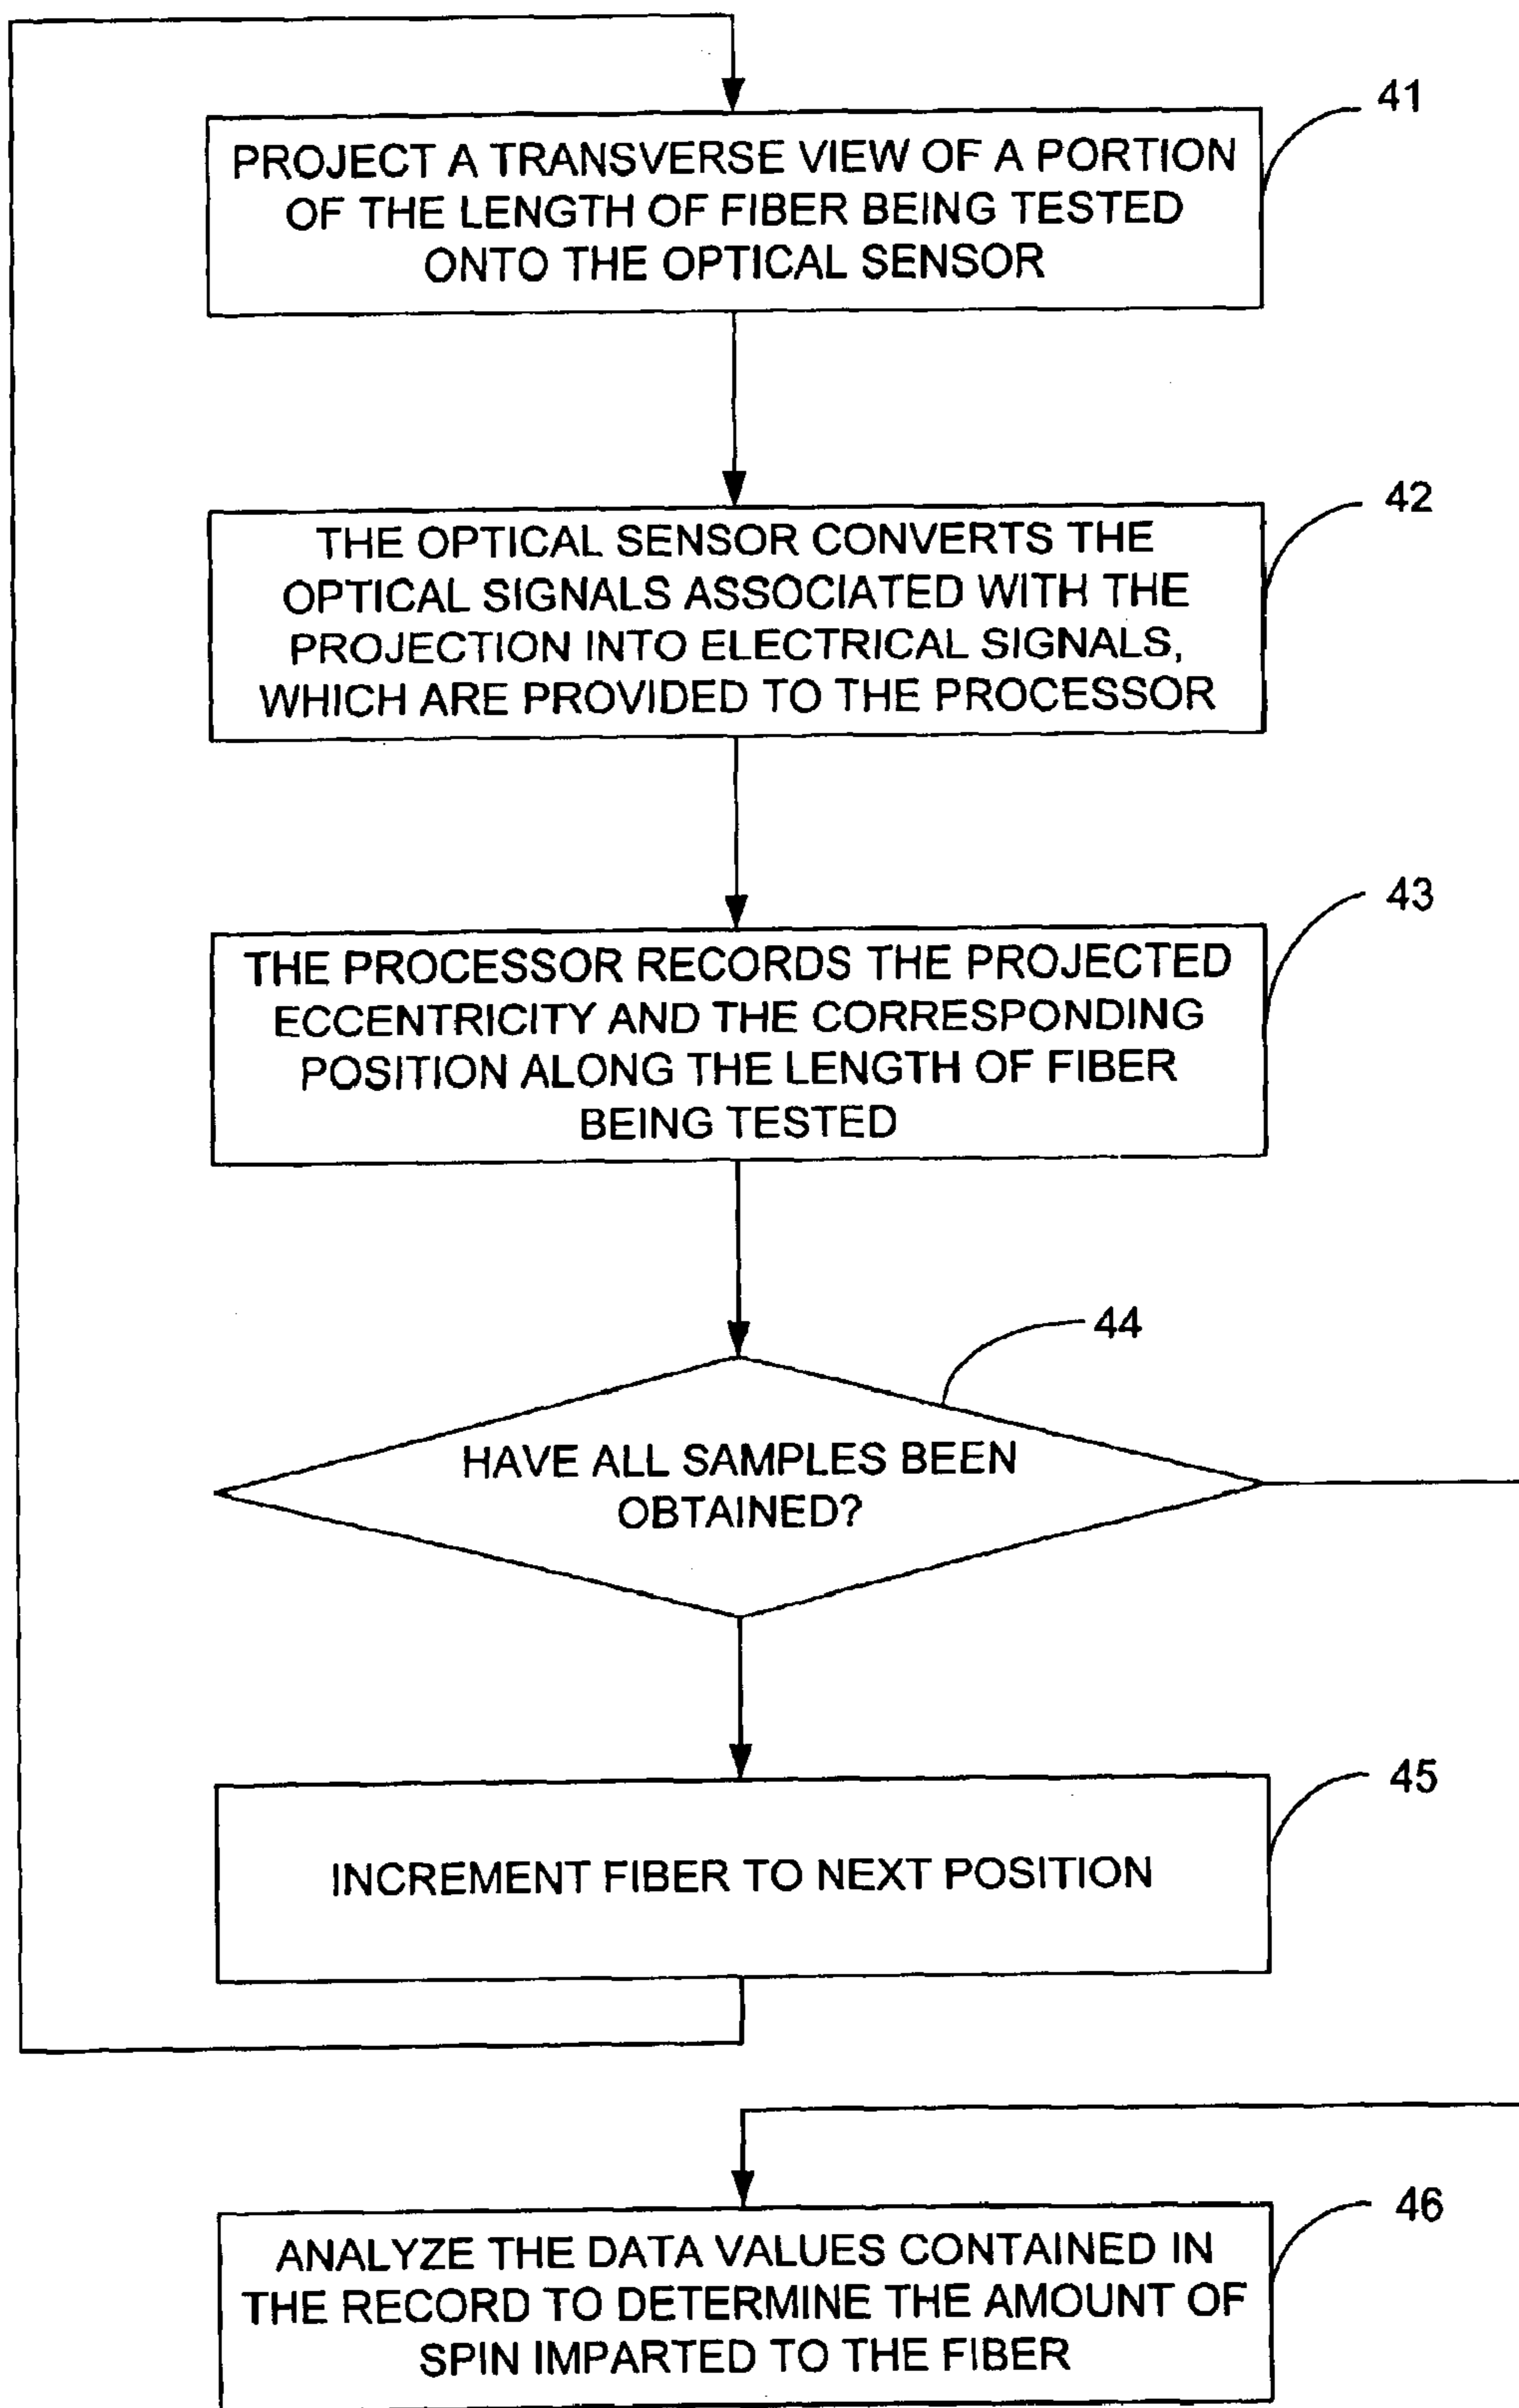 41
PROJECT A TRANSVERSE VIEW OF A PORTION
OF THE LENGTH OF FIBER BEING TESTED
ONTO THE OPTICAL SENSOR
42
THE OPTICAL SENSOR CONVERTS THE
OPTICAL SIGNALS ASSOCIATED WITH THE
PROJECTION INTO ELECTRICAL SIGNALS,
WHICH ARE PROVIDED TO THE PROCESSOR
43
THE PROCESSOR RECORDS THE PROJECTED
ECCENTRICITY AND THE CORRESPONDING
POSITION ALONG THE LENGTH OF FIBER
BEING TESTED
44
HAVE ALL SAMPLES BEEN
OBTAINED?
45
INCREMENT FIBER TO NEXT POSITION
46
ANALYZE THE DATA VALUES CONTAINED IN
THE RECORD TO DETERMINE THE AMOUNT OF
SPIN IMPARTED TO THE FIBER